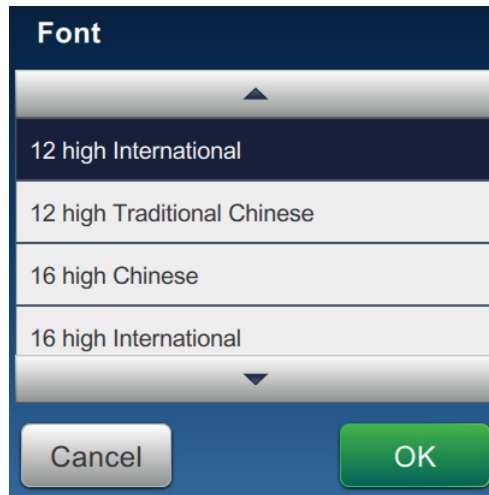 Font
12 high International
12 high Traditional Chinese
16 high Chinese
16 high International
Cancel
OK